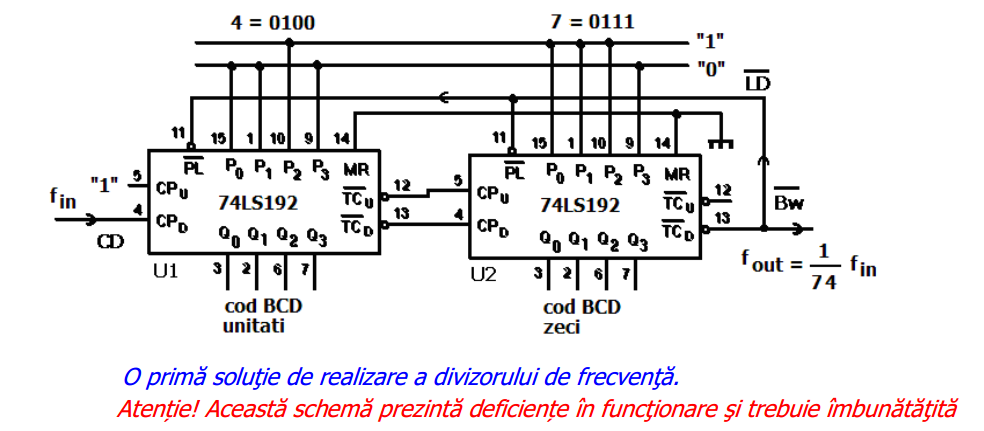 4 = 0100
7 = 0111
"1"
"0"
LD
11 15 1 10 9 14
11 15 1 10 9 14
PL P0 P1 P2 P3 MR
PL P0 P1 P2 P3 MR
fin "1" 5 CPU 74LS192 TCU 12
5 CPU 74LS192 TCU 12 Bw
4 CPD TCD 13
4 CPD TCD 13
CD
Q0 Q1 Q2 Q3
Q0 Q1 Q2 Q3
fout = 1/74 fin
U1 3 2 6 7
U2 3 2 6 7
cod BCD
unitati
cod BCD
zeci
O primă soluţie de realizare a divizorului de frecvenţă.
Atenție! Această schemă prezintă deficiențe în funcţionare şi trebuie îmbunătăţită